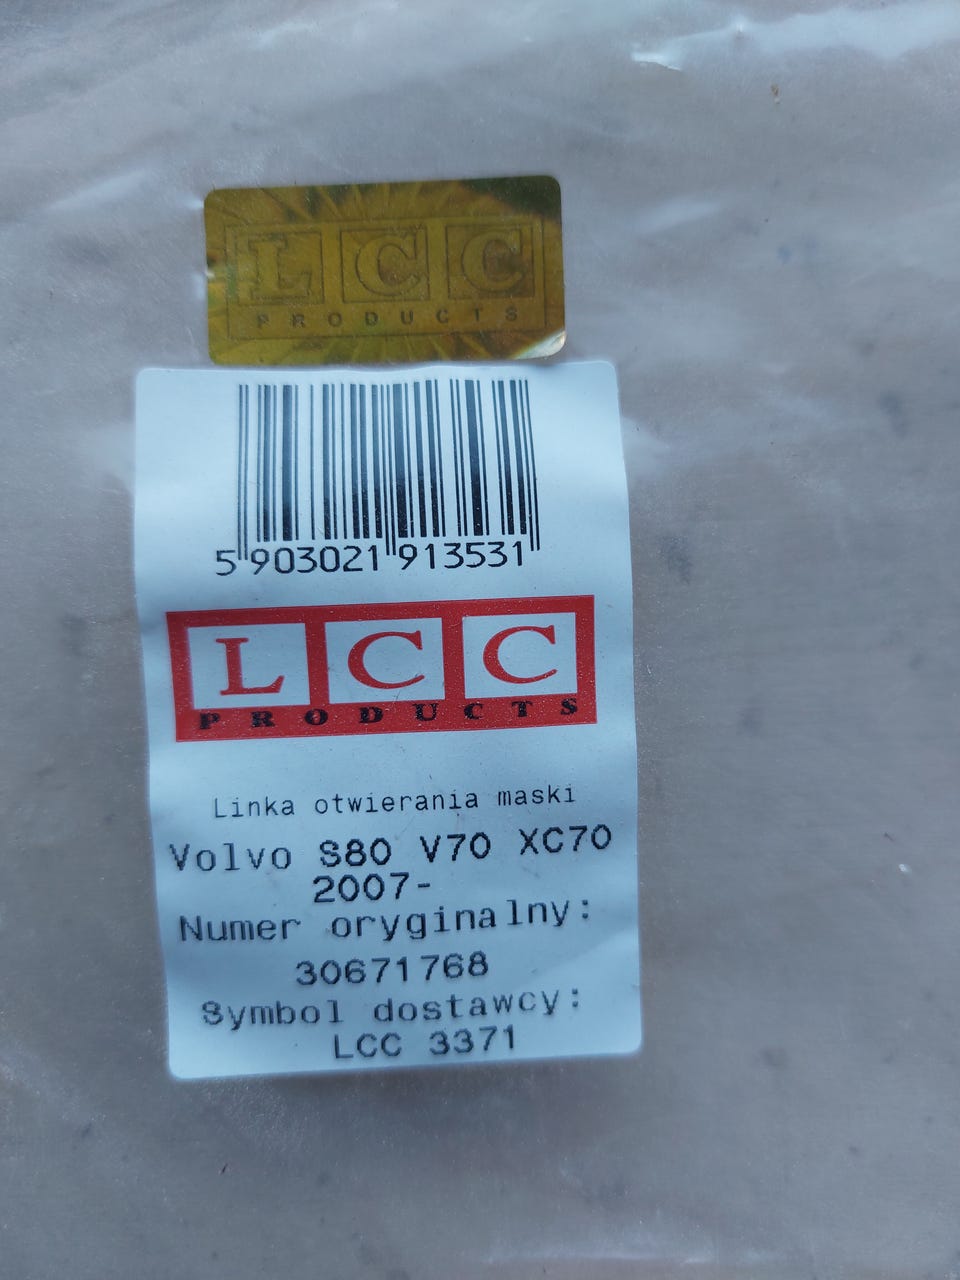 LCC
PRODUCTS
5 903021 913531
LCC
PRODUCTS
Linka otwierania maski
Volvo S80 V70 XC70
2007-
Numer oryginalny:
30671768
Symbol dostawcy:
LCC 3371